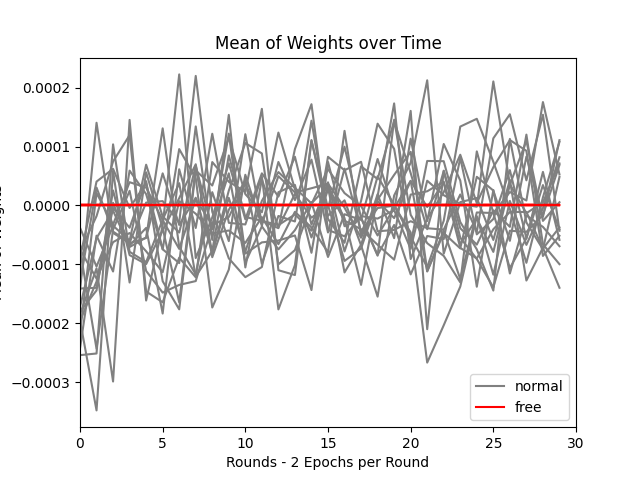 Mean of Weights over Time
0.0002
0.0001
0.0000
−0.0001
−0.0002
−0.0003
0 5 10 15 20 25 30
Rounds - 2 Epochs per Round
normal
free